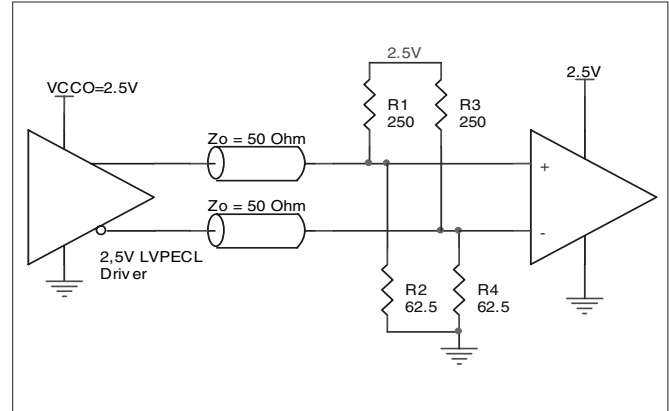 2.5V
VCCO=2.5V
2.5V
R1
250
R3
250
Zo = 50 Ohm
+
Zo = 50 Ohm
-
2,5V LVPECL
Driver
R2
62.5
R4
62.5